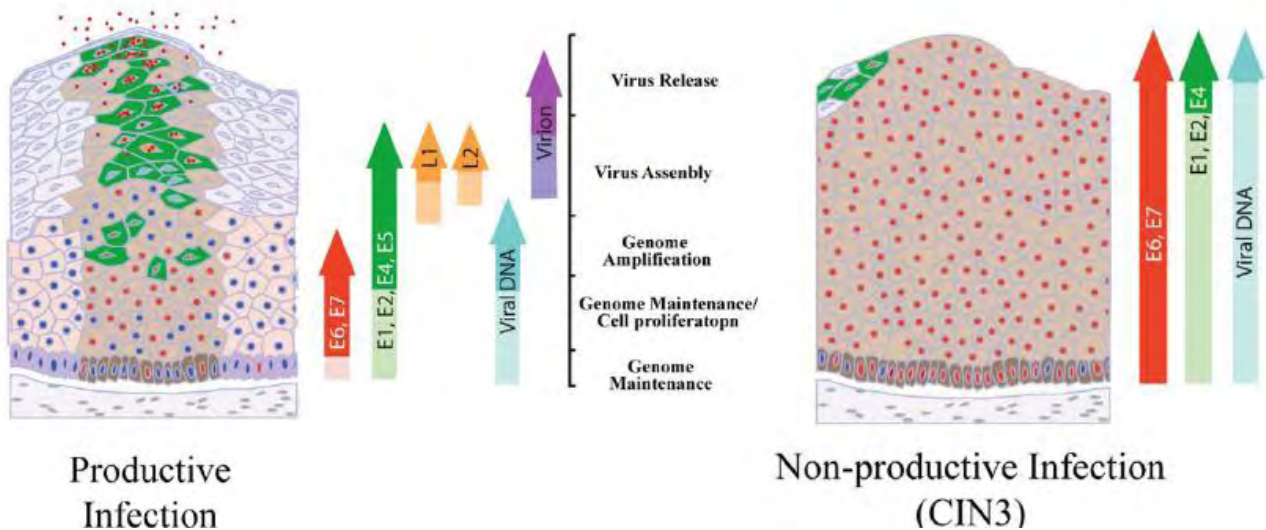 E6, E7
E1, E2, E4, E5
L1
L2
Viral DNA
Virion
Virus Release
Virus Assenbly
Genome
Amplification
Genome Maintenance/
Cell proliferatopn
Genome
Maintenance
E6, E7
E1, E2, E4
Viral DNA
Productive
Infection
Non-productive Infection
(CIN3)